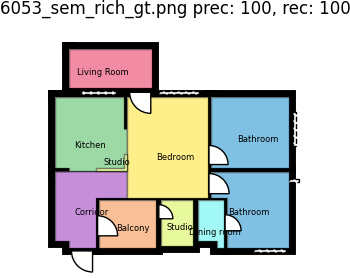 6053_sem_rich_gt.png prec: 100, rec: 100
Living Room
Kitchen
Bathroom
Studio
Bedroom
Corridor
Balcony
Studio
Bathroom
Dining room